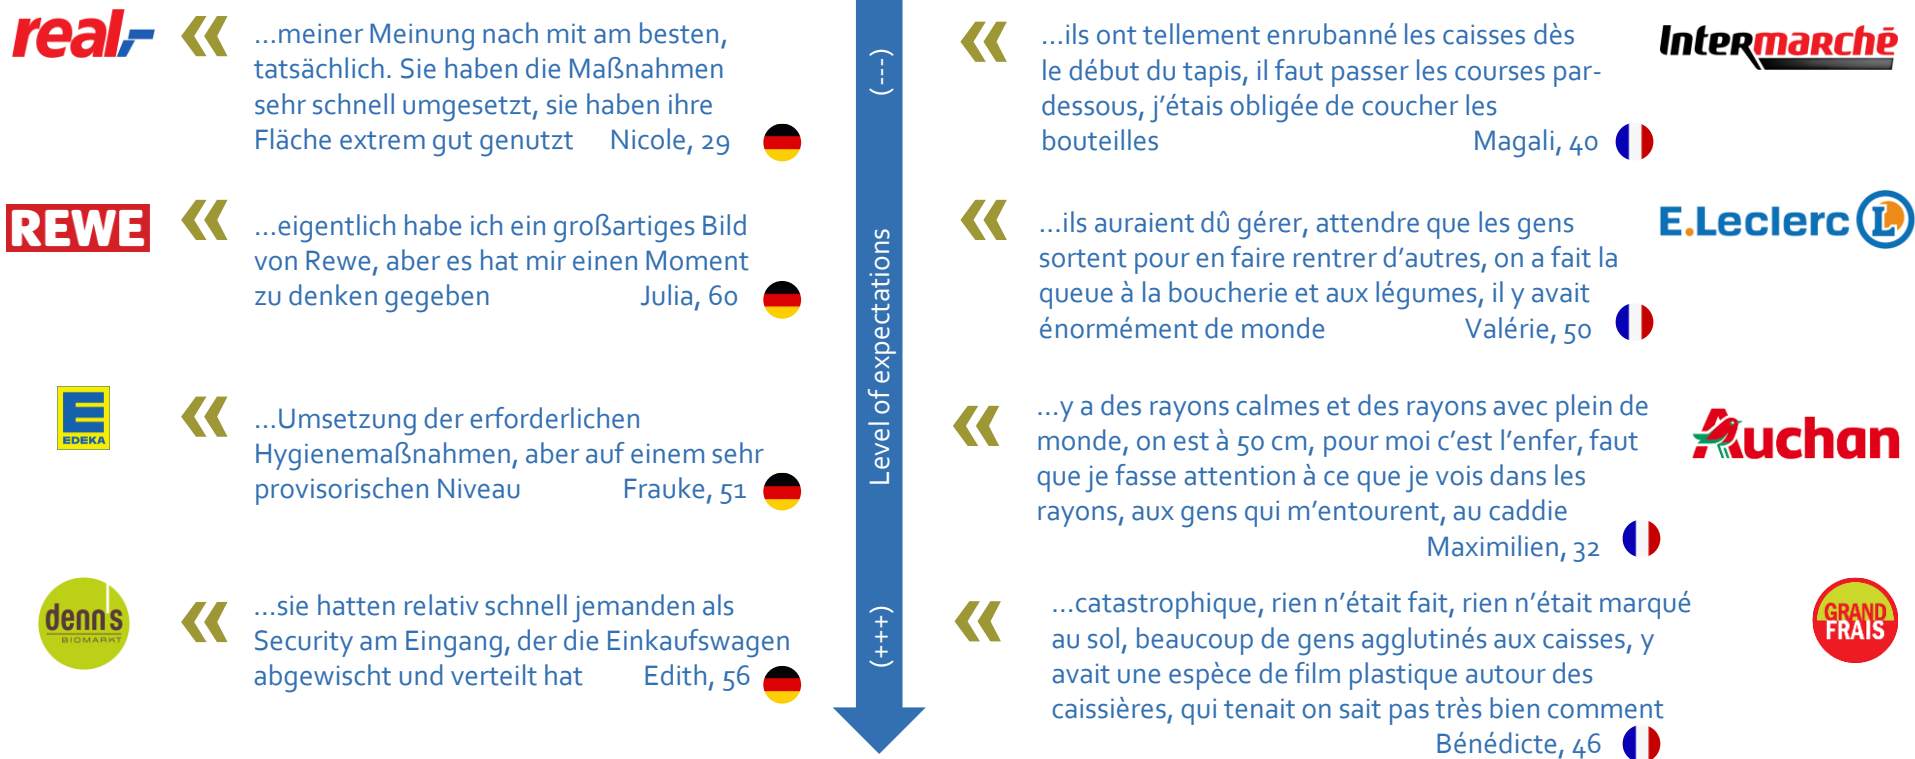 real,-
...meiner Meinung nach mit am besten,
tatsächlich. Sie haben die Maßnahmen
sehr schnell umgesetzt, sie haben ihre
Fläche extrem gut genutzt Nicole, 29
REWE
...eigentlich habe ich ein großartiges Bild
von Rewe, aber es hat mir einen Moment
zu denken gegeben Julia, 60
E
EDEKA
...Umsetzung der erforderlichen
Hygienemaßnahmen, aber auf einem sehr
provisorischen Niveau Frauke, 51
denn's
BIOMARKT
...sie hatten relativ schnell jemanden als
Security am Eingang, der die Einkaufswagen
abgewischt und verteilt hat Edith, 56
(---)
Level of expectations
(+++)
...ils ont tellement enrubanné les caisses dès
le début du tapis, il faut passer les courses par-
dessous, j'étais obligée de coucher les
bouteilles Magali, 40
Intermarchē
...ils auraient dû gérer, attendre que les gens
sortent pour en faire rentrer d'autres, on a fait la
queue à la boucherie et aux légumes, il y avait
énormément de monde Valérie, 50
E.Leclerc L
...y a des rayons calmes et des rayons avec plein de
monde, on est à 50 cm, pour moi c'est l'enfer, faut
que je fasse attention à ce que je vois dans les
rayons, aux gens qui m'entourent, au caddie
Maximilien, 32
Auchan
...catastrophique, rien n'était fait, rien n'était marqué
au sol, beaucoup de gens agglutinés aux caisses, y
avait une espèce de film plastique autour des
caissières, qui tenait on sait pas très bien comment
Bénédicte, 46
GRAND
FRAIS